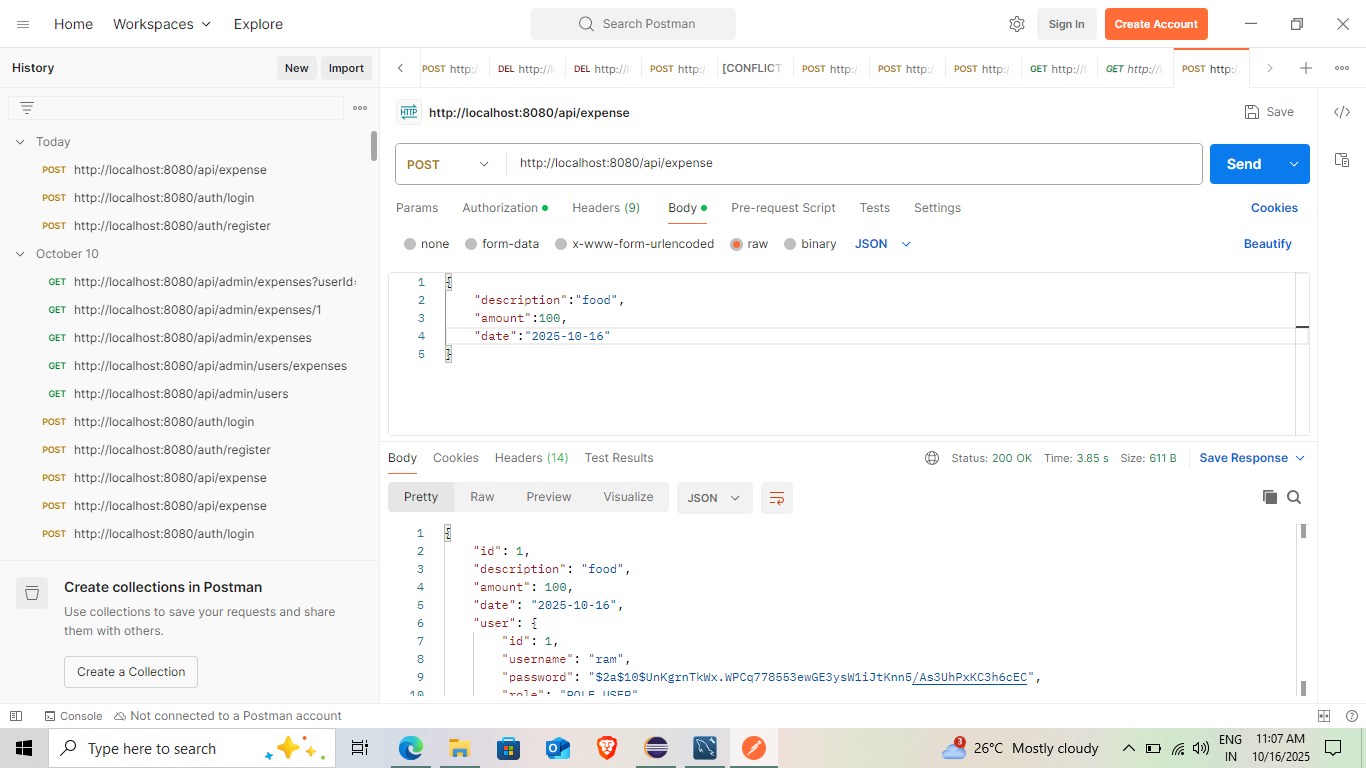 Home Workspaces Explore Search Postman Sign In Create Account
History New Import
POST http:/ DEL http://l DEL http://l POST http:/ [CONFLICT POST http:/ POST http:/ POST http:/ GET http://l GET http://l POST http:/
HTTP http://localhost:8080/api/expense Save
Today
POST http://localhost:8080/api/expense
POST http://localhost:8080/auth/login
POST http://localhost:8080/auth/register
October 10
GET http://localhost:8080/api/admin/expenses?userId=
GET http://localhost:8080/api/admin/expenses/1
GET http://localhost:8080/api/admin/expenses
GET http://localhost:8080/api/admin/users/expenses
GET http://localhost:8080/api/admin/users
POST http://localhost:8080/auth/login
POST http://localhost:8080/auth/register
POST http://localhost:8080/api/expense
POST http://localhost:8080/api/expense
POST http://localhost:8080/auth/login
Create collections in Postman
Use collections to save your requests and share
them with others.
Create a Collection
POST http://localhost:8080/api/expense Send
Params Authorization Headers (9) Body Pre-request Script Tests Settings Cookies
none form-data x-www-form-urlencoded raw binary JSON Beautify
1 {
2 "description":"food",
3 "amount":100,
4 "date":"2025-10-16"
5 }
Body Cookies Headers (14) Test Results Status: 200 OK Time: 3.85 s Size: 611 B Save Response
Pretty Raw Preview Visualize JSON
1 {
2 "id": 1,
3 "description": "food",
4 "amount": 100,
5 "date": "2025-10-16",
6 "user": {
7 "id": 1,
8 "username": "ram",
9 "password": "$2a$10$UnKgrnTkWx.WPCq778553ewGE3ysW1iJtKnn5/As3UhPxKC3h6cEC",
10 "role": "ROLE_USER"
Console Not connected to a Postman account
Type here to search 3 26°C Mostly cloudy ENG IN 11:07 AM 10/16/2025